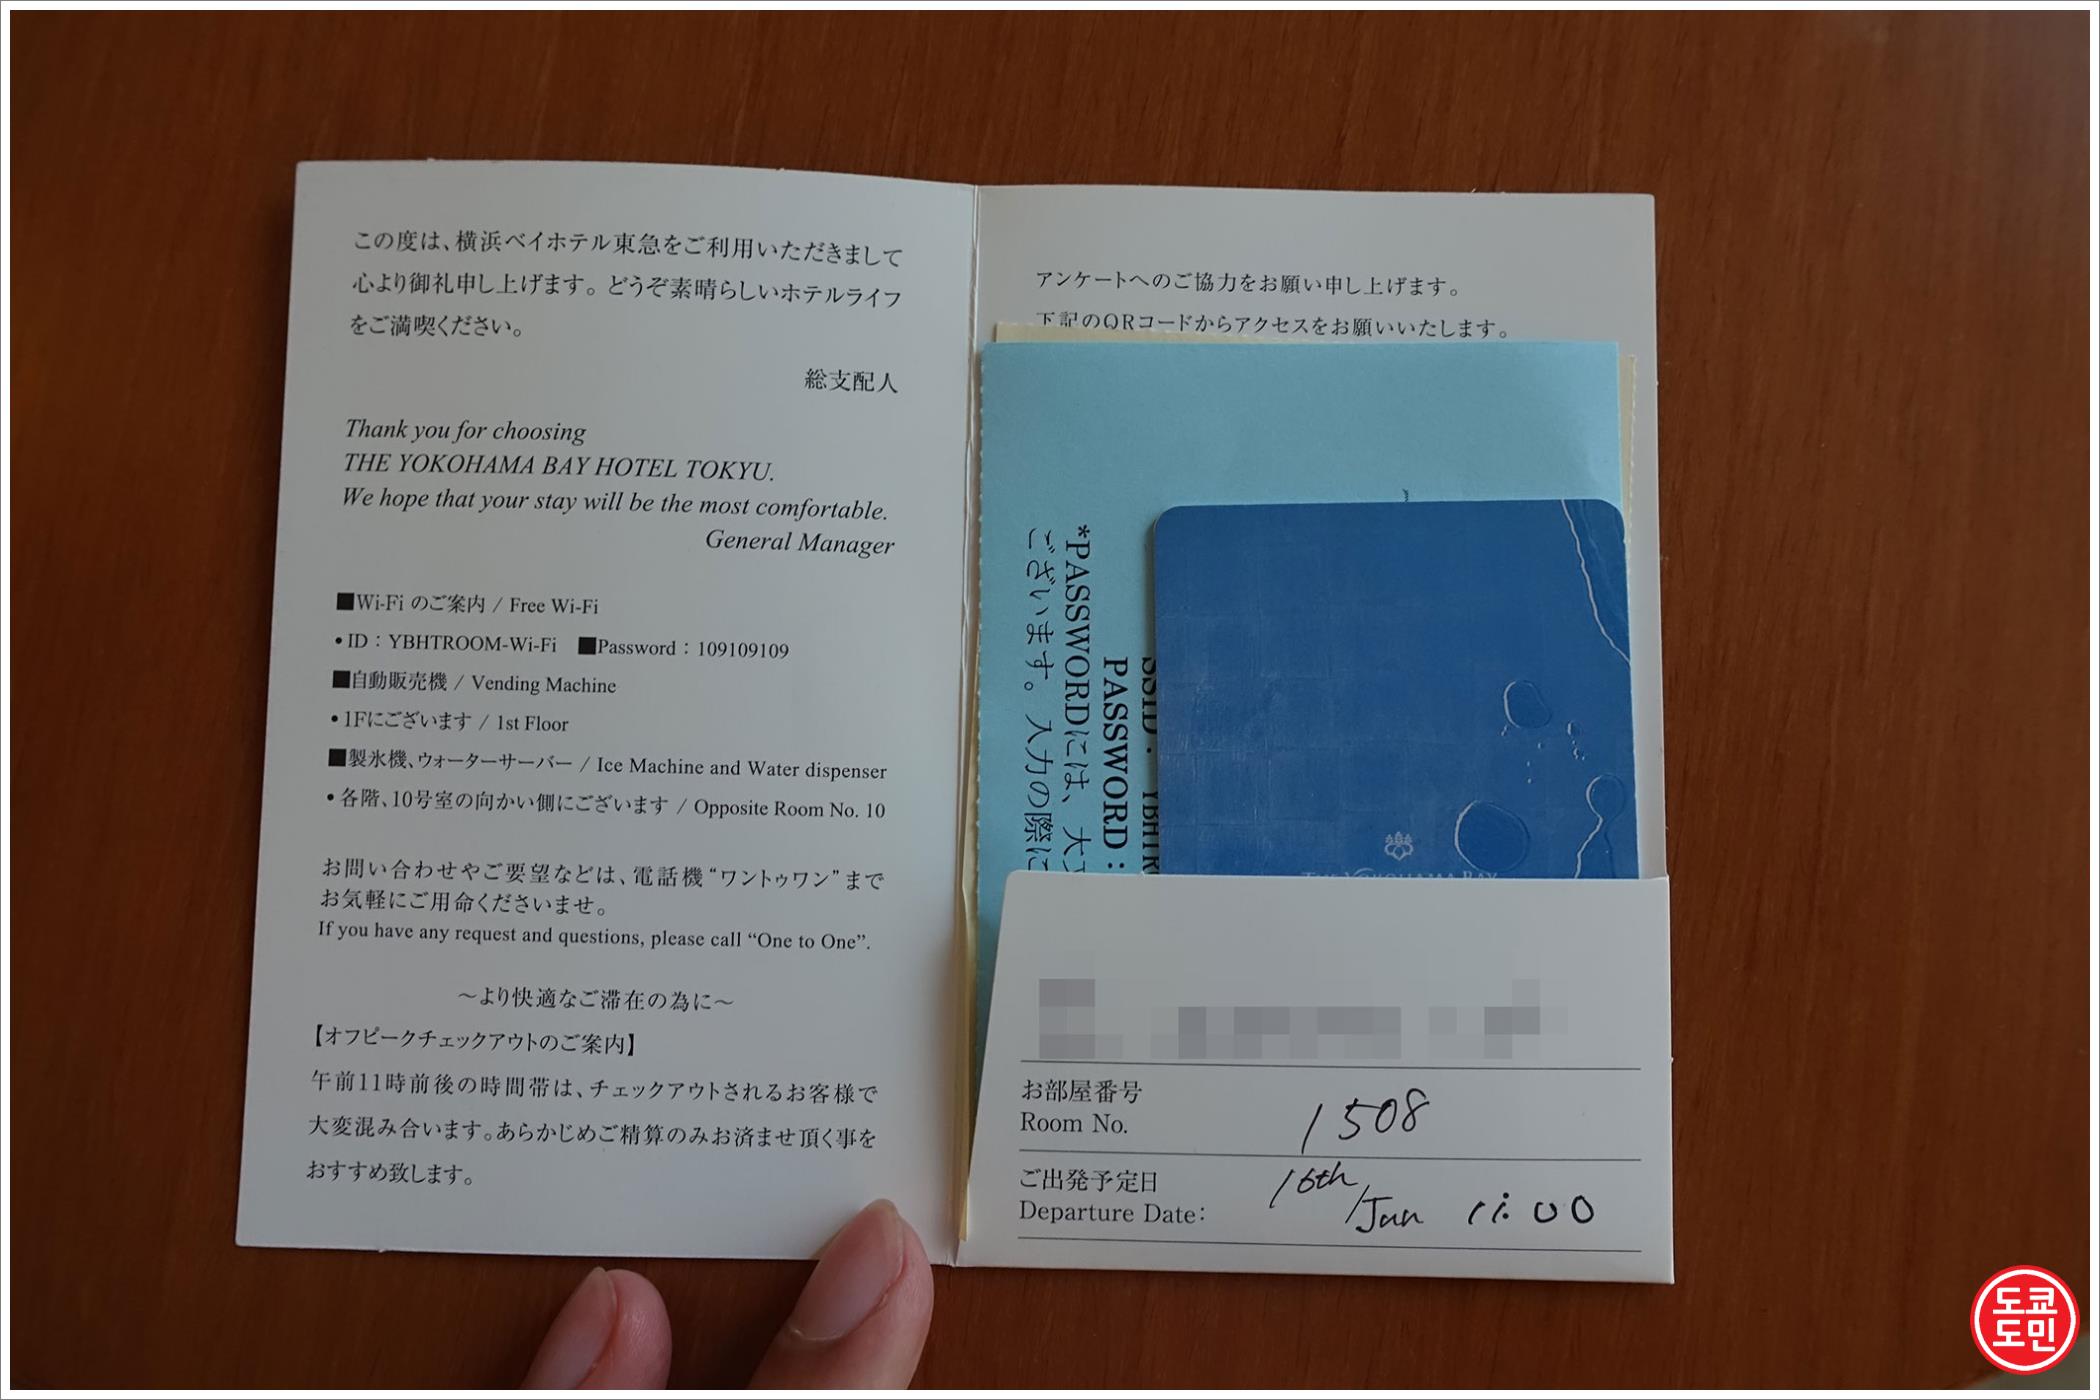 この度は、横浜ベイホテル東急をご利用いただきまして
心より御礼申し上げます。どうぞ素晴らしいホテルライフ
をご満喫ください。
総支配人
Thank you for choosing
THE YOKOHAMA BAY HOTEL TOKYU.
We hope that your stay will be the most comfortable.
General Manager
■Wi-Fi のご案内 / Free Wi-Fi
•ID：YBHTROOM-Wi-Fi ■Password：109109109
■自動販売機 / Vending Machine
•1Fにございます / 1st Floor
■製氷機、ウォーターサーバー / Ice Machine and Water dispenser
•各階、10号室の向かい側にございます / Opposite Room No. 10
お問い合わせやご要望などは、電話機“ワントゥワン”まで
お気軽にご用命くださいませ。
If you have any request and questions, please call “One to One”.
～より快適なご滞在の為に～
【オフピークチェックアウトのご案内】
午前11時前後の時間帯は、チェックアウトされるお客様で
大変混み合います。あらかじめご精算のみお済ませ頂く事を
おすすめ致します。
アンケートへのご協力をお願い申し上げます。
下記のQRコードからアクセスをお願いいたします。
SSID：YBHTR
PASSWORD：
*PASSWORDには、大
ございます。入力の際に
THE YOKOHAMA BAY
お部屋番号
Room No. 1508
ご出発予定日
Departure Date: 16th/Jan 11:00
도쿄
도민